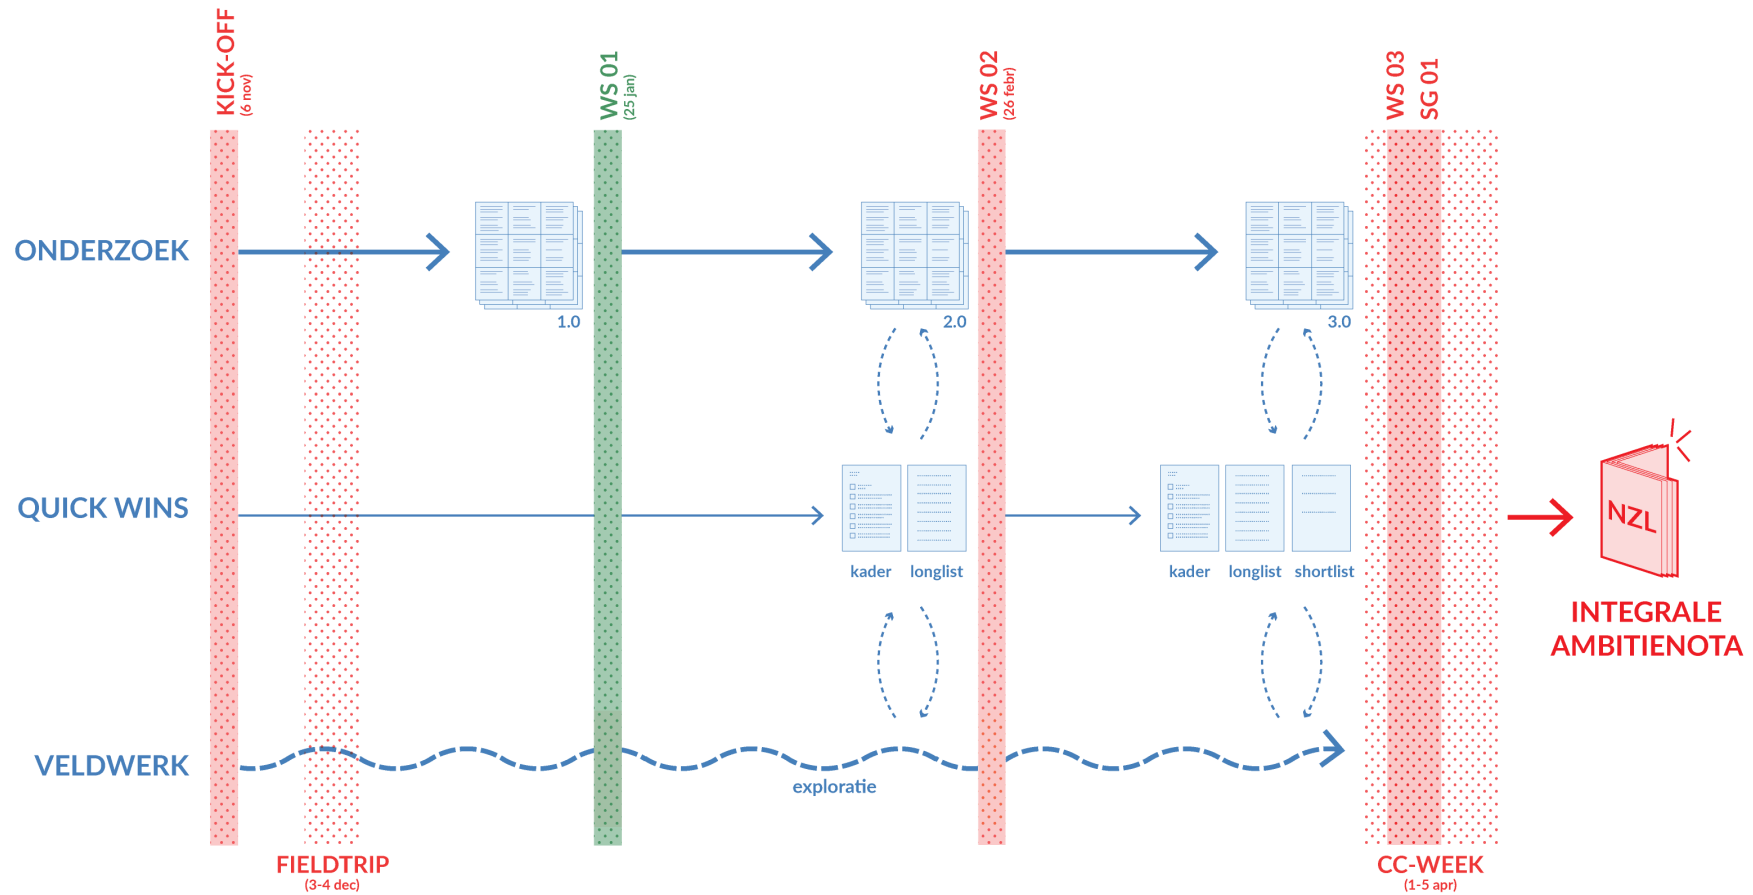 KICK-OFF
(6 nov)
WS 01
(25 jan)
WS 02
(26 febr)
WS 03
SG 01
ONDERZOEK
1.0
2.0
3.0
QUICK WINS
kader
longlist
kader
longlist
shortlist
NZL
INTEGRALE
AMBITIENOTA
VELDWERK
exploratie
FIELDTRIP
(3-4 dec)
CC-WEEK
(1-5 apr)